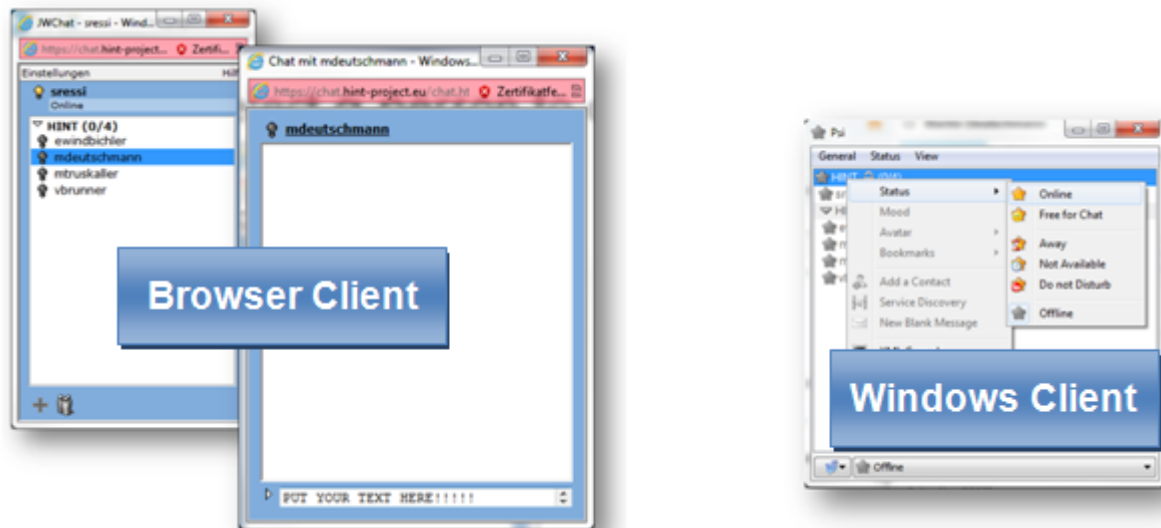 JWChat - sressi - Wind...
https://chat.hint-project... Zertifi...
Einstellungen
sressi
Online
HINT (0/4)
ewindbichler
mdeutschmann
mtruskaller
vbrunner
Chat mit mdeutschmann - Windows...
https://chat.hint-project.eu/chat.ht Zertifikatfe...
mdeutschmann
PUT YOUR TEXT HERE!!!!!
Browser Client
Psi
General Status View
HINT (0/4)
Status
Mood
Avatar
Bookmarks
Add a Contact
Service Discovery
New Blank Message
Online
Free for Chat
Away
Not Available
Do not Disturb
Offline
Windows Client
Offline